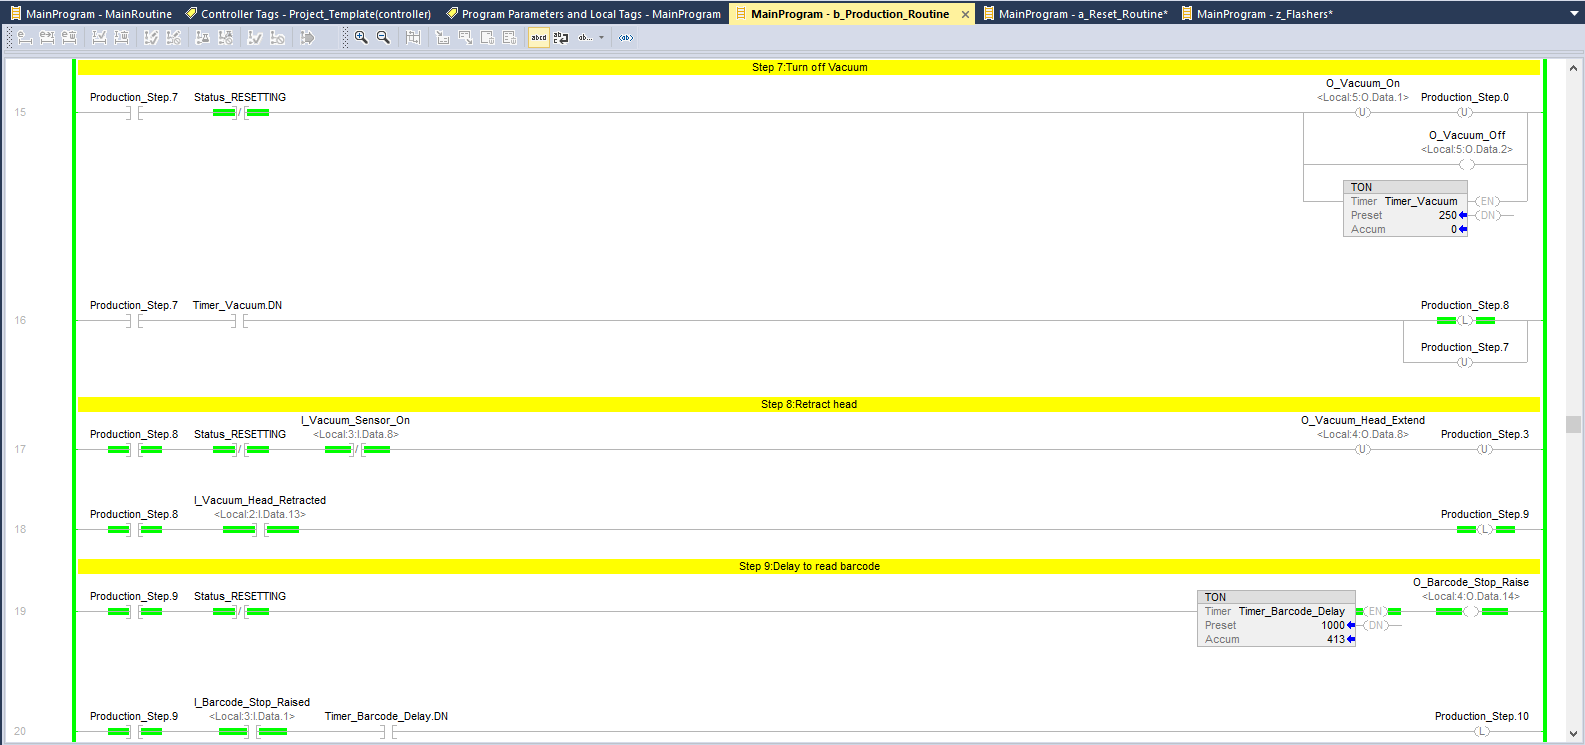 MainProgram - MainRoutine Controller Tags - Project_Template(controller) Program Parameters and Local Tags - MainProgram MainProgram - b_Production_Routine MainProgram - a_Reset_Routine* MainProgram - z_Flashers*
abcd ab ab...
Step 7:Turn off Vacuum
O_Vacuum_On
Production_Step.7 Status_RESETTING <Local:5:O.Data.1> Production_Step.0
15 / U U
O_Vacuum_Off
<Local:5:O.Data.2>
TON
Timer Timer_Vacuum EN
Preset 250 DN
Accum 0
Production_Step.7 Timer_Vacuum.DN Production_Step.8
16 L
Production_Step.7
U
Step 8:Retract head
I_Vacuum_Sensor_On O_Vacuum_Head_Extend
Production_Step.8 Status_RESETTING <Local:3:I.Data.8> <Local:4:O.Data.8> Production_Step.3
17 / / U U
I_Vacuum_Head_Retracted
Production_Step.8 <Local:2:I.Data.13> Production_Step.9
18 L
Step 9:Delay to read barcode
O_Barcode_Stop_Raise
Production_Step.9 Status_RESETTING TON <Local:4:O.Data.14>
19 / Timer Timer_Barcode_Delay EN
Preset 1000 DN
Accum 413
I_Barcode_Stop_Raised
Production_Step.9 <Local:3:I.Data.1> Timer_Barcode_Delay.DN Production_Step.10
20 L